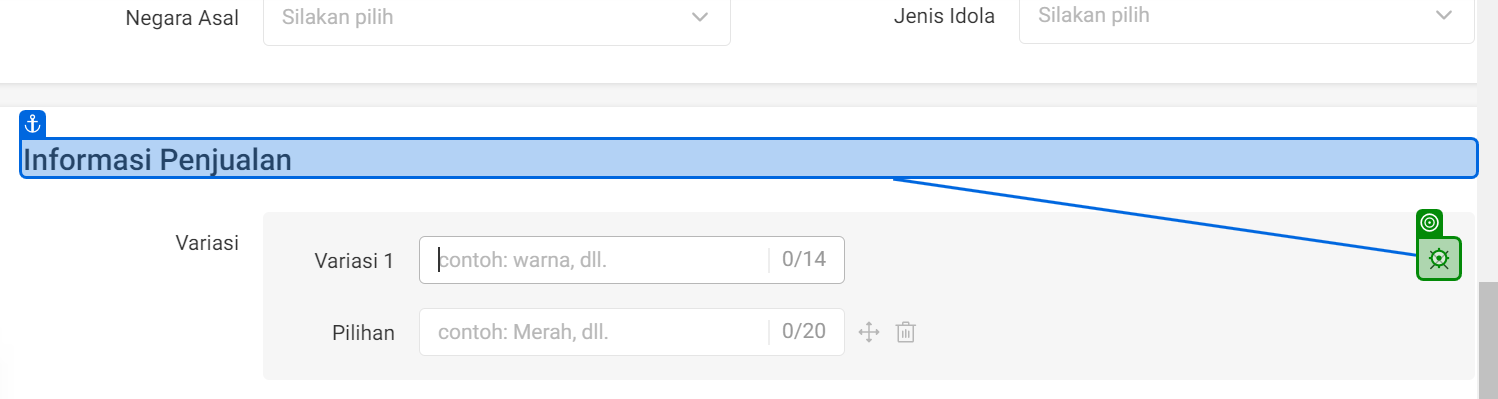 Negara Asal Silakan pilih Jenis Idola Silakan pilih
Informasi Penjualan
Variasi
Variasi 1 contoh: warna, dll. 0/14
Pilihan contoh: Merah, dll. 0/20